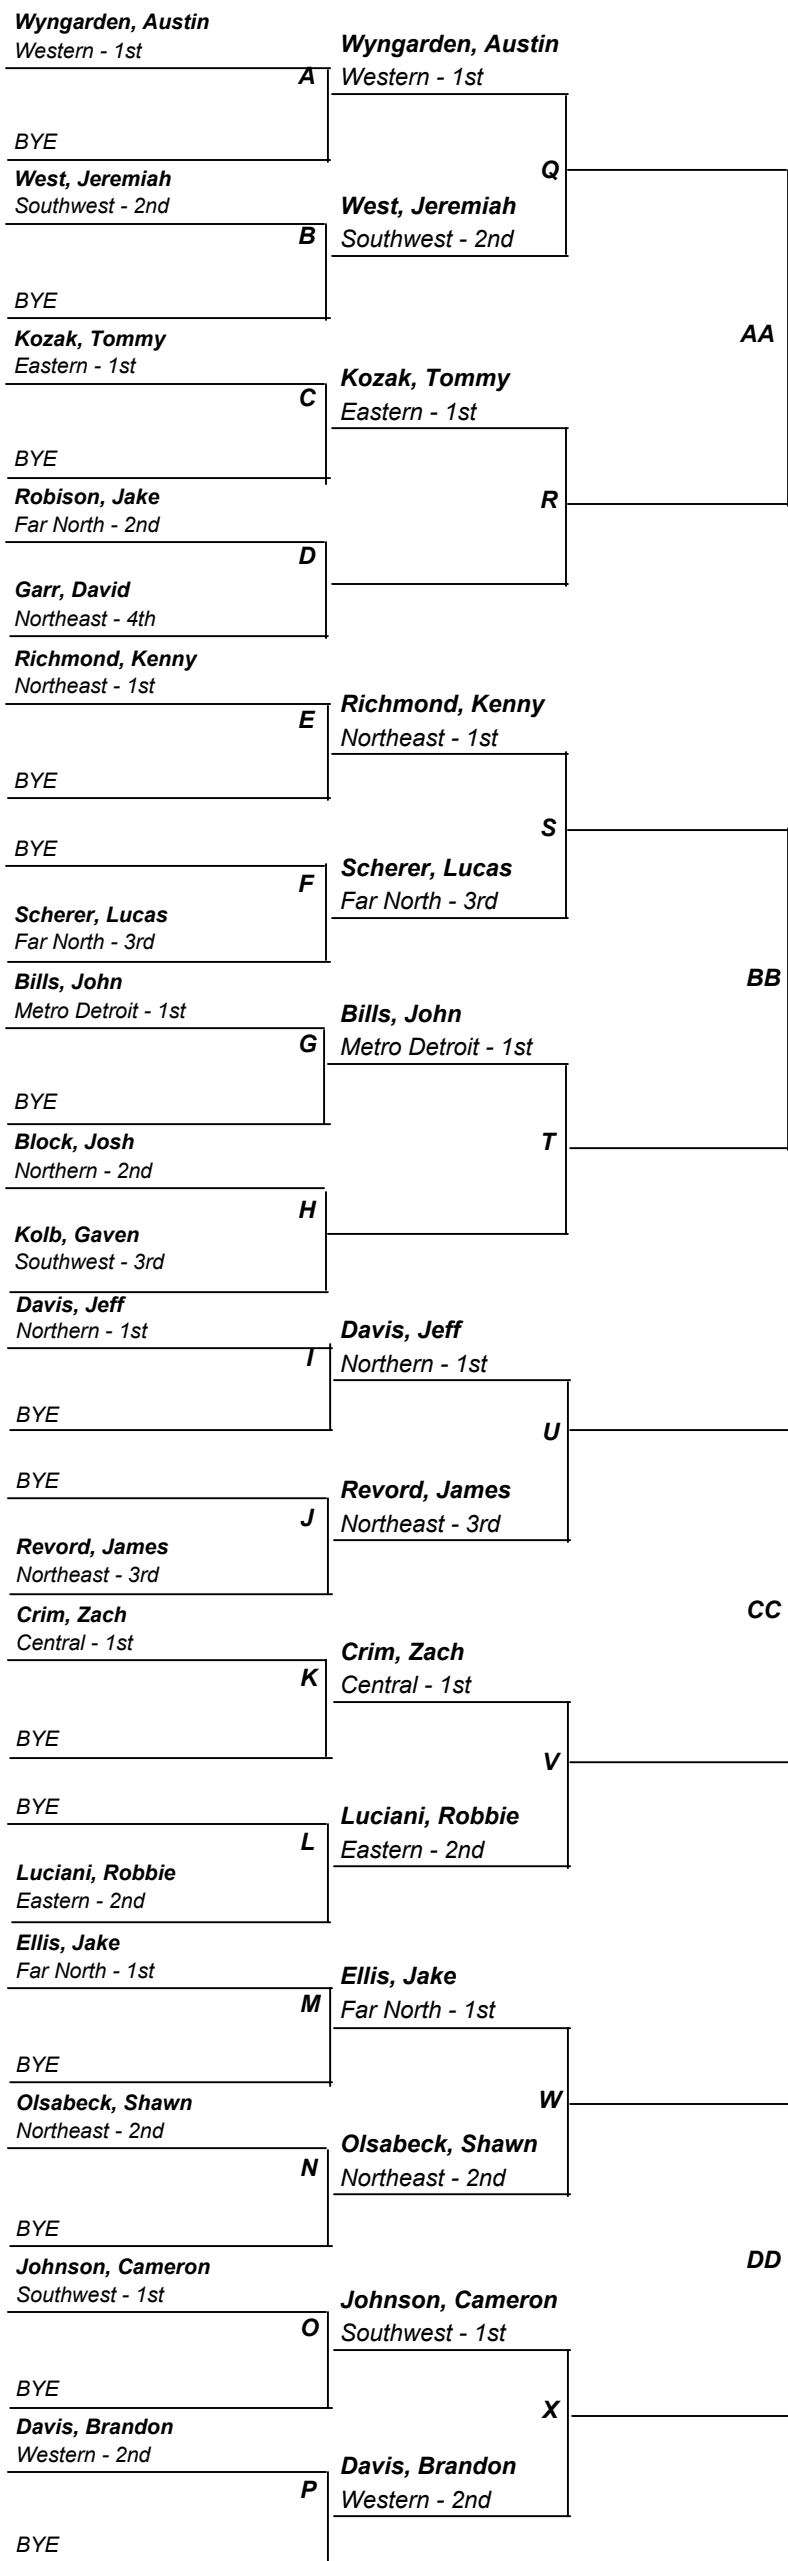 Wyngarden, Austin
Western - 1st
A
BYE
West, Jeremiah
Southwest - 2nd
B
BYE
Kozak, Tommy
Eastern - 1st
C
BYE
Robison, Jake
Far North - 2nd
D
Garr, David
Northeast - 4th
Richmond, Kenny
Northeast - 1st
E
BYE
BYE
F
Scherer, Lucas
Far North - 3rd
Bills, John
Metro Detroit - 1st
G
BYE
Block, Josh
Northern - 2nd
H
Kolb, Gaven
Southwest - 3rd
Davis, Jeff
Northern - 1st
I
BYE
BYE
J
Revord, James
Northeast - 3rd
Crim, Zach
Central - 1st
K
BYE
BYE
L
Luciani, Robbie
Eastern - 2nd
Ellis, Jake
Far North - 1st
M
BYE
Olsabeck, Shawn
Northeast - 2nd
N
BYE
Johnson, Cameron
Southwest - 1st
O
BYE
Davis, Brandon
Western - 2nd
P
BYE
Wyngarden, Austin
Western - 1st
Q
West, Jeremiah
Southwest - 2nd
Kozak, Tommy
Eastern - 1st
R
Richmond, Kenny
Northeast - 1st
S
Scherer, Lucas
Far North - 3rd
Bills, John
Metro Detroit - 1st
T
Davis, Jeff
Northern - 1st
U
Revord, James
Northeast - 3rd
Crim, Zach
Central - 1st
V
Luciani, Robbie
Eastern - 2nd
Ellis, Jake
Far North - 1st
W
Olsabeck, Shawn
Northeast - 2nd
Johnson, Cameron
Southwest - 1st
X
Davis, Brandon
Western - 2nd
AA
BB
CC
DD